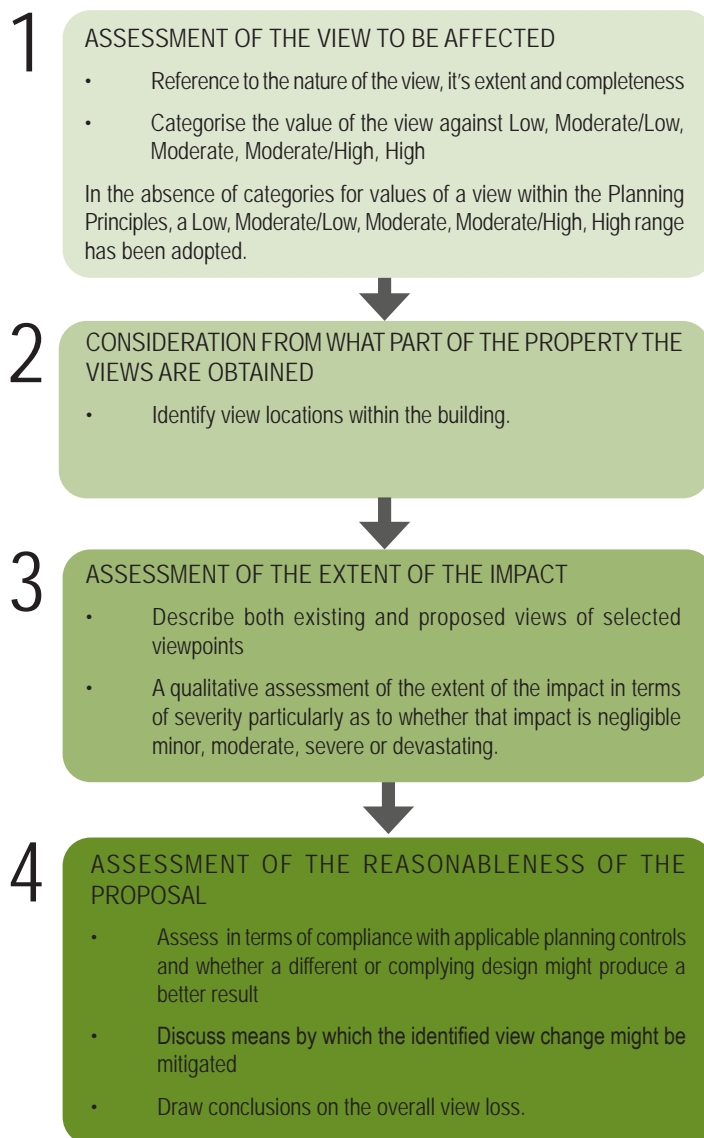 1
ASSESSMENT OF THE VIEW TO BE AFFECTED
• Reference to the nature of the view, it's extent and completeness
• Categorise the value of the view against Low, Moderate/Low,
Moderate, Moderate/High, High
In the absence of categories for values of a view within the Planning
Principles, a Low, Moderate/Low, Moderate, Moderate/High, High range
has been adopted.
2
CONSIDERATION FROM WHAT PART OF THE PROPERTY THE
VIEWS ARE OBTAINED
• Identify view locations within the building.
3
ASSESSMENT OF THE EXTENT OF THE IMPACT
• Describe both existing and proposed views of selected
viewpoints
• A qualitative assessment of the extent of the impact in terms
of severity particularly as to whether that impact is negligible
minor, moderate, severe or devastating.
4
ASSESSMENT OF THE REASONABLENESS OF THE
PROPOSAL
• Assess in terms of compliance with applicable planning controls
and whether a different or complying design might produce a
better result
• Discuss means by which the identified view change might be
mitigated
• Draw conclusions on the overall view loss.